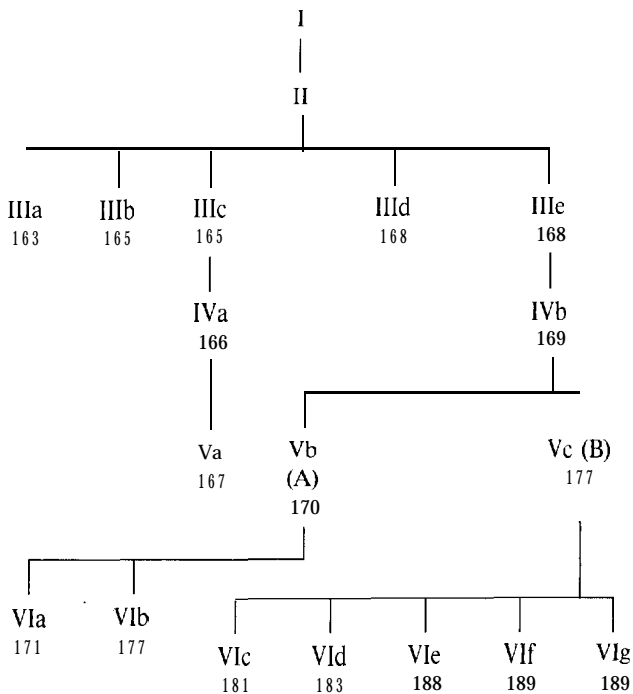 I
II
IIIa IIIb IIIc IIId IIIe
163 165 165 168 168
IVa IVb
166 169
Va Vb Vc (B)
167 (A) 177
170
VIa VIb
171 177
VIc VId VIe VIf VIg
181 183 188 189 189